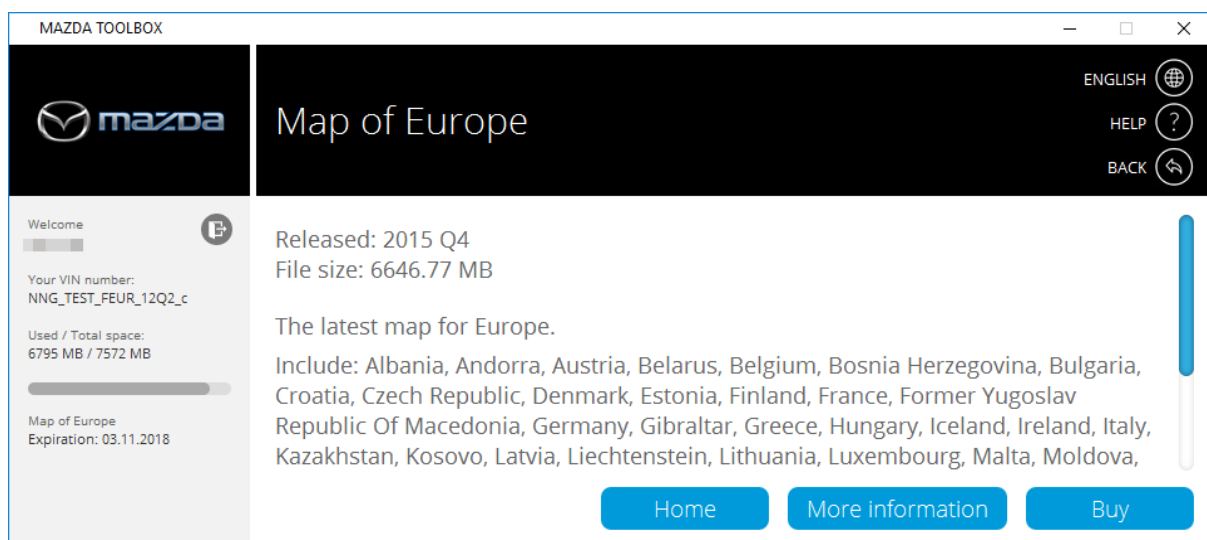 MAZDA TOOLBOX
mazda
Map of Europe
ENGLISH
HELP
?
BACK
Welcome
Your VIN number:
NNG_TEST_FEUR_12Q2_c
Used / Total space:
6795 MB / 7572 MB
Map of Europe
Expiration: 03.11.2018
Released: 2015 Q4
File size: 6646.77 MB
The latest map for Europe.
Include: Albania, Andorra, Austria, Belarus, Belgium, Bosnia Herzegovina, Bulgaria,
Croatia, Czech Republic, Denmark, Estonia, Finland, France, Former Yugoslav
Republic Of Macedonia, Germany, Gibraltar, Greece, Hungary, Iceland, Ireland, Italy,
Kazakhstan, Kosovo, Latvia, Liechtenstein, Lithuania, Luxembourg, Malta, Moldova,
Home
More information
Buy